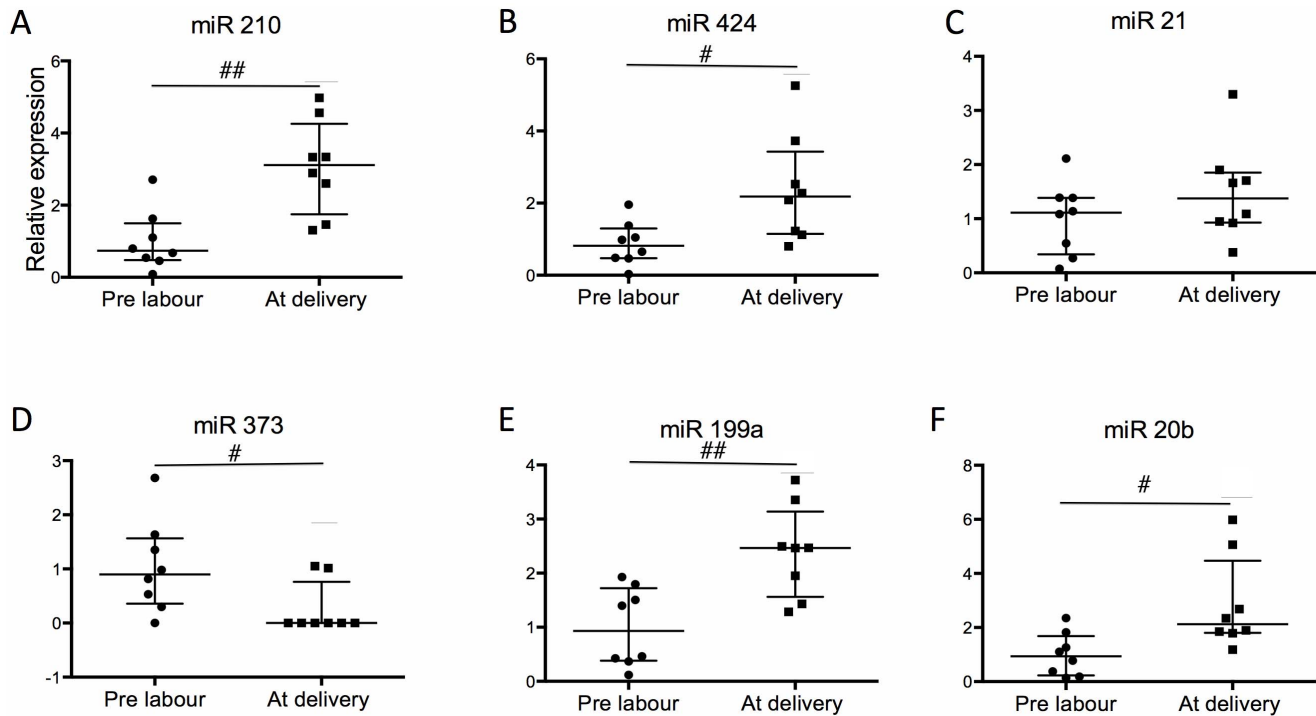 A
miR 210
##
Relative expression
6
4
2
0
Pre labour At delivery
B
miR 424
#
6
4
2
0
Pre labour At delivery
C
miR 21
4
3
2
1
0
Pre labour At delivery
D
miR 373
#
3
2
1
0
-1
Pre labour At delivery
E
miR 199a
##
4
3
2
1
0
Pre labour At delivery
F
miR 20b
#
8
6
4
2
0
Pre labour At delivery